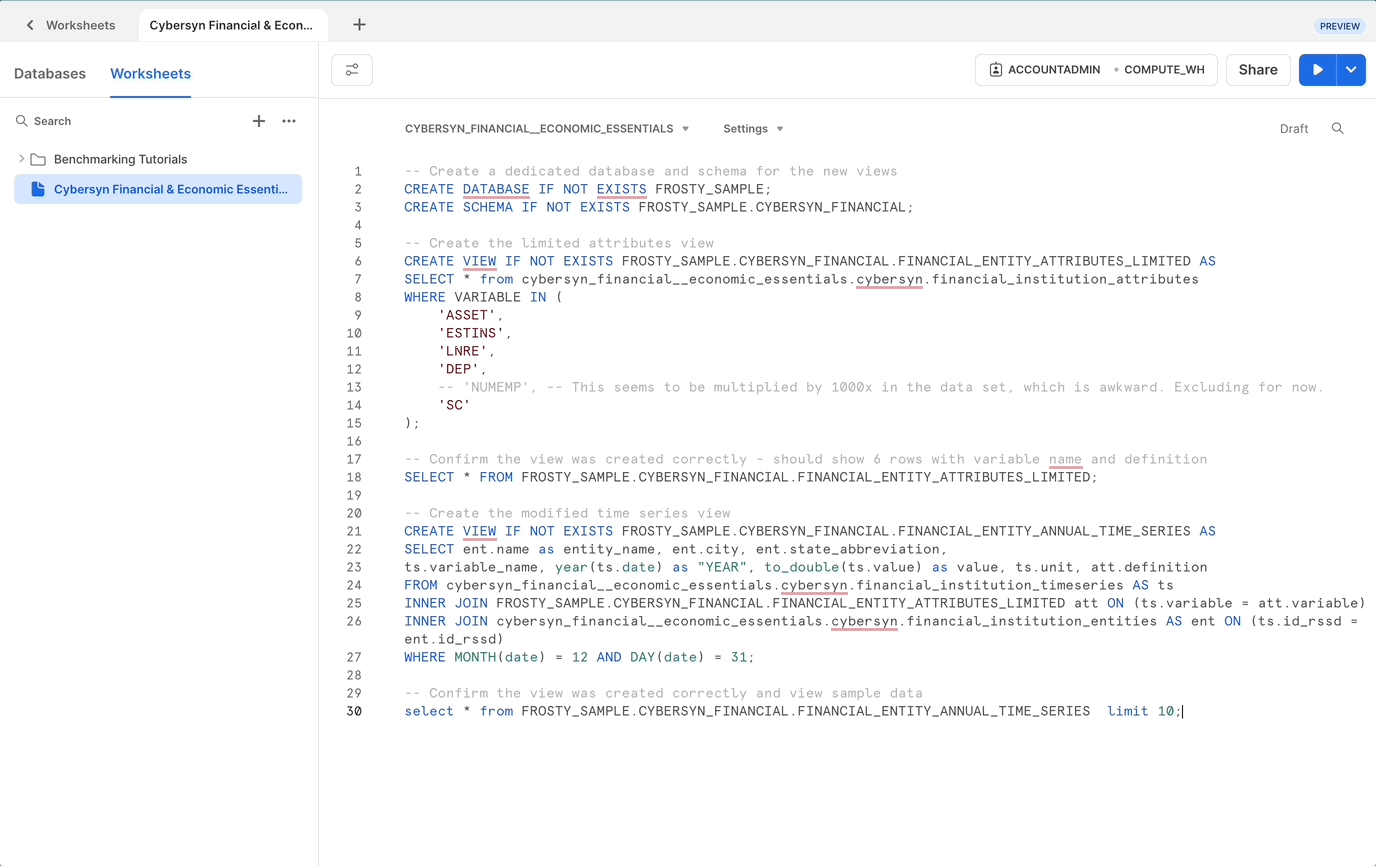 Worksheets
Cybersyn Financial & Econ...
PREVIEW
Databases
Worksheets
ACCOUNTADMIN
COMPUTE_WH
Share
Search
Benchmarking Tutorials
Cybersyn Financial & Economic Essenti...
CYBERSYN_FINANCIAL__ECONOMIC_ESSENTIALS
Settings
Draft
1 -- Create a dedicated database and schema for the new views
2 CREATE DATABASE IF NOT EXISTS FROSTY_SAMPLE;
3 CREATE SCHEMA IF NOT EXISTS FROSTY_SAMPLE.CYBERSYN_FINANCIAL;
4
5 -- Create the limited attributes view
6 CREATE VIEW IF NOT EXISTS FROSTY_SAMPLE.CYBERSYN_FINANCIAL.FINANCIAL_ENTITY_ATTRIBUTES_LIMITED AS
7 SELECT * from cybersyn_financial__economic_essentials.cybersyn.financial_institution_attributes
8 WHERE VARIABLE IN (
9 'ASSET',
10 'ESTINS',
11 'LNRE',
12 'DEP',
13 -- 'NUMEMP', -- This seems to be multiplied by 1000x in the data set, which is awkward. Excluding for now.
14 'SC'
15 );
16
17 -- Confirm the view was created correctly - should show 6 rows with variable name and definition
18 SELECT * FROM FROSTY_SAMPLE.CYBERSYN_FINANCIAL.FINANCIAL_ENTITY_ATTRIBUTES_LIMITED;
19
20 -- Create the modified time series view
21 CREATE VIEW IF NOT EXISTS FROSTY_SAMPLE.CYBERSYN_FINANCIAL.FINANCIAL_ENTITY_ANNUAL_TIME_SERIES AS
22 SELECT ent.name as entity_name, ent.city, ent.state_abbreviation,
23 ts.variable_name, year(ts.date) as "YEAR", to_double(ts.value) as value, ts.unit, att.definition
24 FROM cybersyn_financial__economic_essentials.cybersyn.financial_institution_timeseries AS ts
25 INNER JOIN FROSTY_SAMPLE.CYBERSYN_FINANCIAL.FINANCIAL_ENTITY_ATTRIBUTES_LIMITED att ON (ts.variable = att.variable)
26 INNER JOIN cybersyn_financial__economic_essentials.cybersyn.financial_institution_entities AS ent ON (ts.id_rssd =
ent.id_rssd)
27 WHERE MONTH(date) = 12 AND DAY(date) = 31;
28
29 -- Confirm the view was created correctly and view sample data
30 select * from FROSTY_SAMPLE.CYBERSYN_FINANCIAL.FINANCIAL_ENTITY_ANNUAL_TIME_SERIES  limit 10;